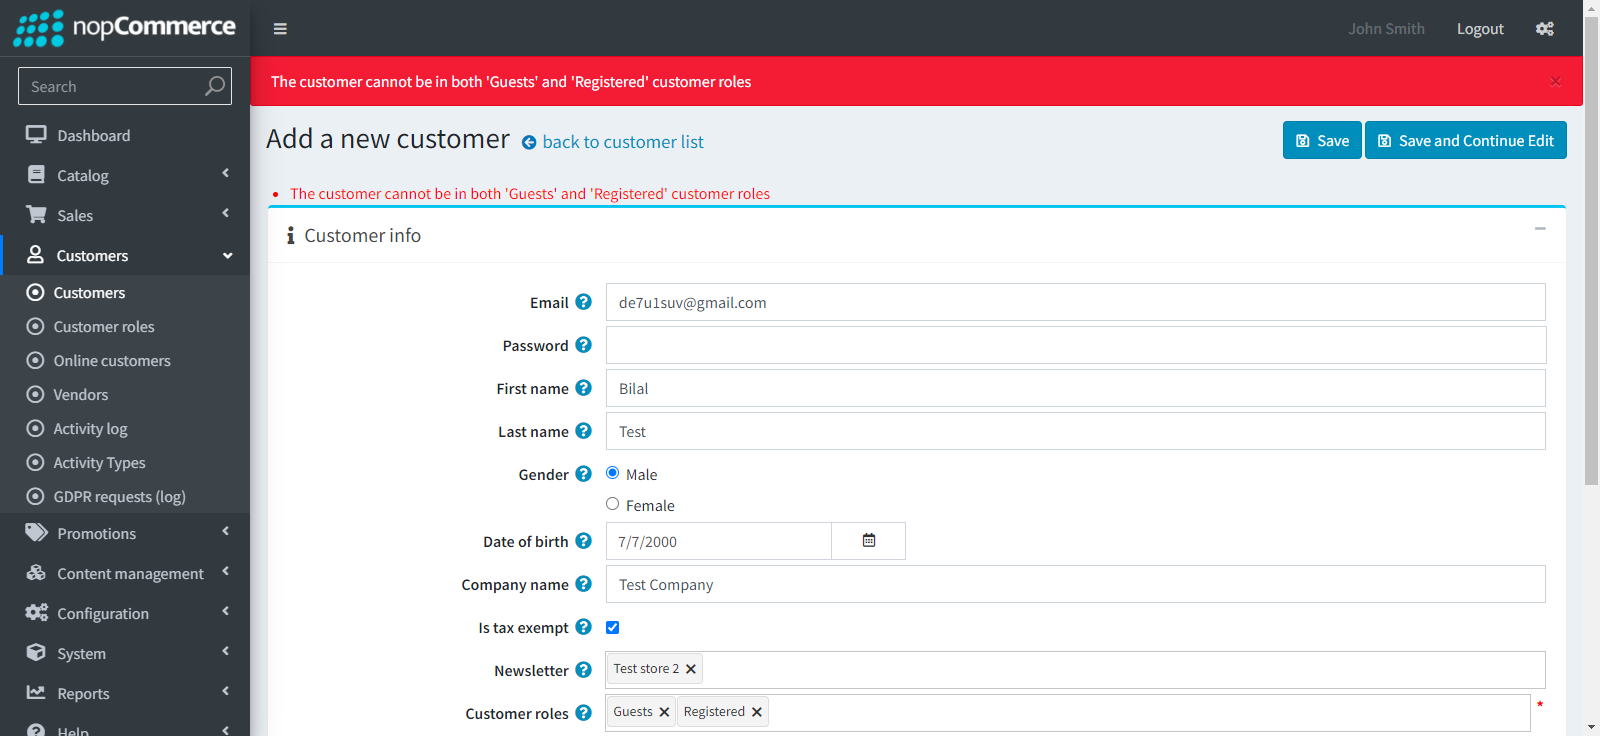 nopCommerce
John Smith
Logout
Search
The customer cannot be in both 'Guests' and 'Registered' customer roles
Add a new customer
back to customer list
Save
Save and Continue Edit
The customer cannot be in both 'Guests' and 'Registered' customer roles
Dashboard
Catalog
Sales
Customers
Customers
Customer roles
Online customers
Vendors
Activity log
Activity Types
GDPR requests (log)
Promotions
Content management
Configuration
System
Reports
Help
Customer info
Email
de7u1suv@gmail.com
Password
First name
Bilal
Last name
Test
Gender
Male
Female
Date of birth
7/7/2000
Company name
Test Company
Is tax exempt
Newsletter
Test store 2
Customer roles
Guests
Registered
*